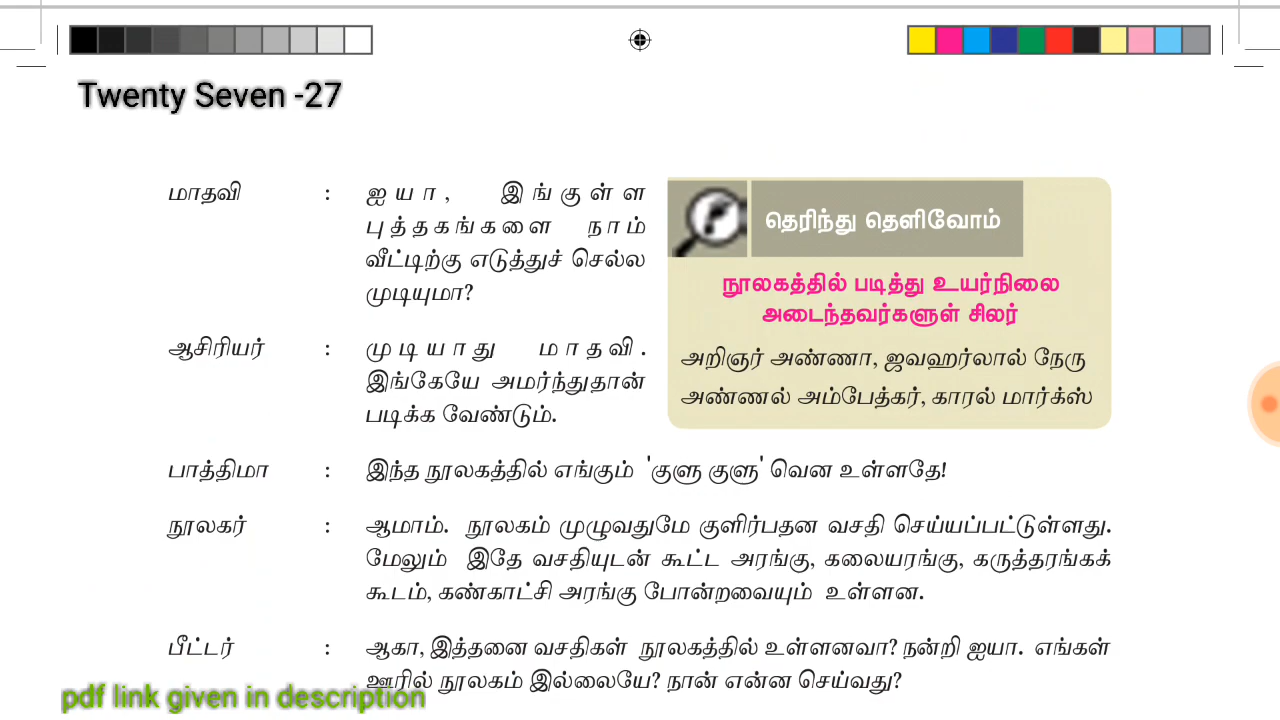 Twenty Seven -27
மாதவி : ஐயா, இங்குள்ள
புத்தகங்களை நாம்
வீட்டிற்கு எடுத்துச் செல்ல
முடியுமா?
ஆசிரியர் : முடியாது மாதவி.
இங்கேயே அமர்ந்துதான்
படிக்க வேண்டும்.
தெரிந்து தெளிவோம்
நூலகத்தில் படித்து உயர்நிலை
அடைந்தவர்களுள் சிலர்
அறிஞர் அண்ணா, ஜவஹர்லால் நேரு
அண்ணல் அம்பேத்கர், காரல் மார்க்ஸ்
பாத்திமா : இந்த நூலகத்தில் எங்கும் 'குளு குளு' வென உள்ளதே!
நூலகர் : ஆமாம். நூலகம் முழுவதுமே குளிர்பதன வசதி செய்யப்பட்டுள்ளது.
மேலும் இதே வசதியுடன் கூட்ட அரங்கு, கலையரங்கு, கருத்தரங்கக்
கூடம், கண்காட்சி அரங்கு போன்றவையும் உள்ளன.
பீட்டர் : ஆகா, இத்தனை வசதிகள் நூலகத்தில் உள்ளனவா? நன்றி ஐயா. எங்கள்
ஊரில் நூலகம் இல்லையே? நான் என்ன செய்வது?
pdf link given in description